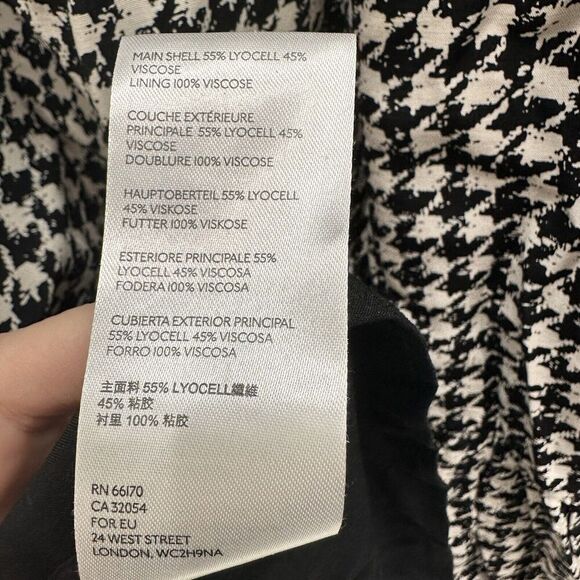 MAIN SHELL 55% LYOCELL 45%
VISCOSE
LINING 100% VISCOSE
COUCHE EXTÉRIEURE
PRINCIPALE 55% LYOCELL 45%
VISCOSE
DOUBLURE 100% VISCOSE
HAUPTOBERTEIL 55% LYOCELL
45% VISKOSE
FUTTER 100% VISKOSE
ESTERIORE PRINCIPALE 55%
LYOCELL 45% VISCOSA
FODERA 100% VISCOSA
CUBIERTA EXTERIOR PRINCIPAL
55% LYOCELL 45% VISCOSA
FORRO 100% VISCOSA
主面料 55% LYOCELL纖維
45% 粘胶
衬里 100% 粘胶
RN 66170
CA 32054
FOR EU
24 WEST STREET
LONDON, WC2H9NA